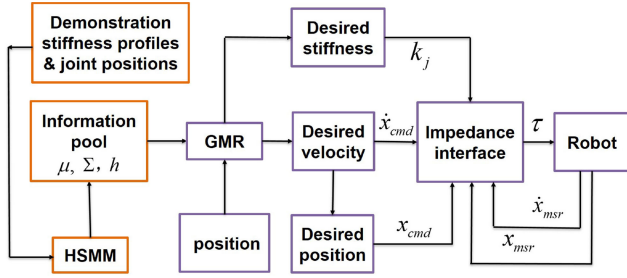 Demonstration
stiffness profiles
& joint positions
Desired
stiffness
k_j
Information
pool
μ, Σ, h
GMR
Desired
velocity
ẋ_cmd
Impedance
interface
τ
Robot
HSMM
position
Desired
position
x_cmd
ẋ_msr
x_msr